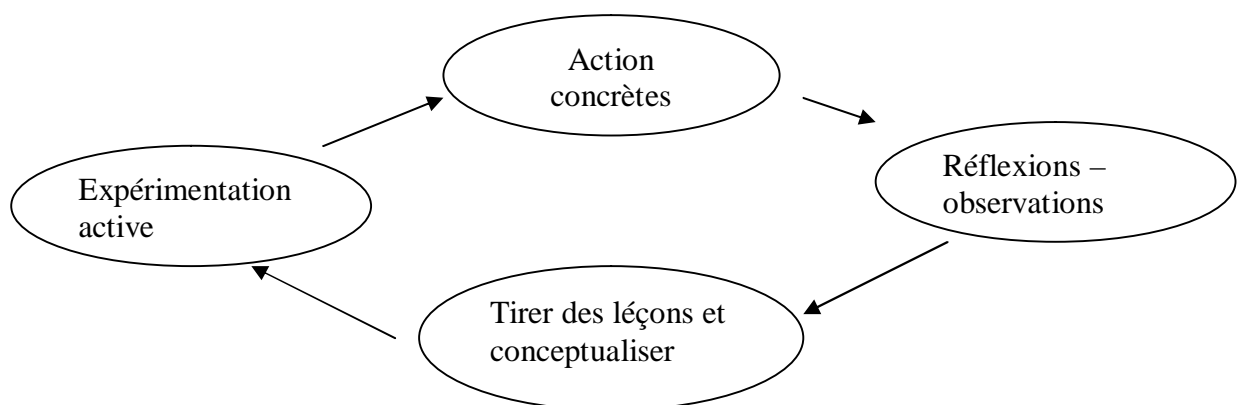 Action
concrètes
Réflexions –
observations
Tirer des léçons et
conceptualiser
Expérimentation
active